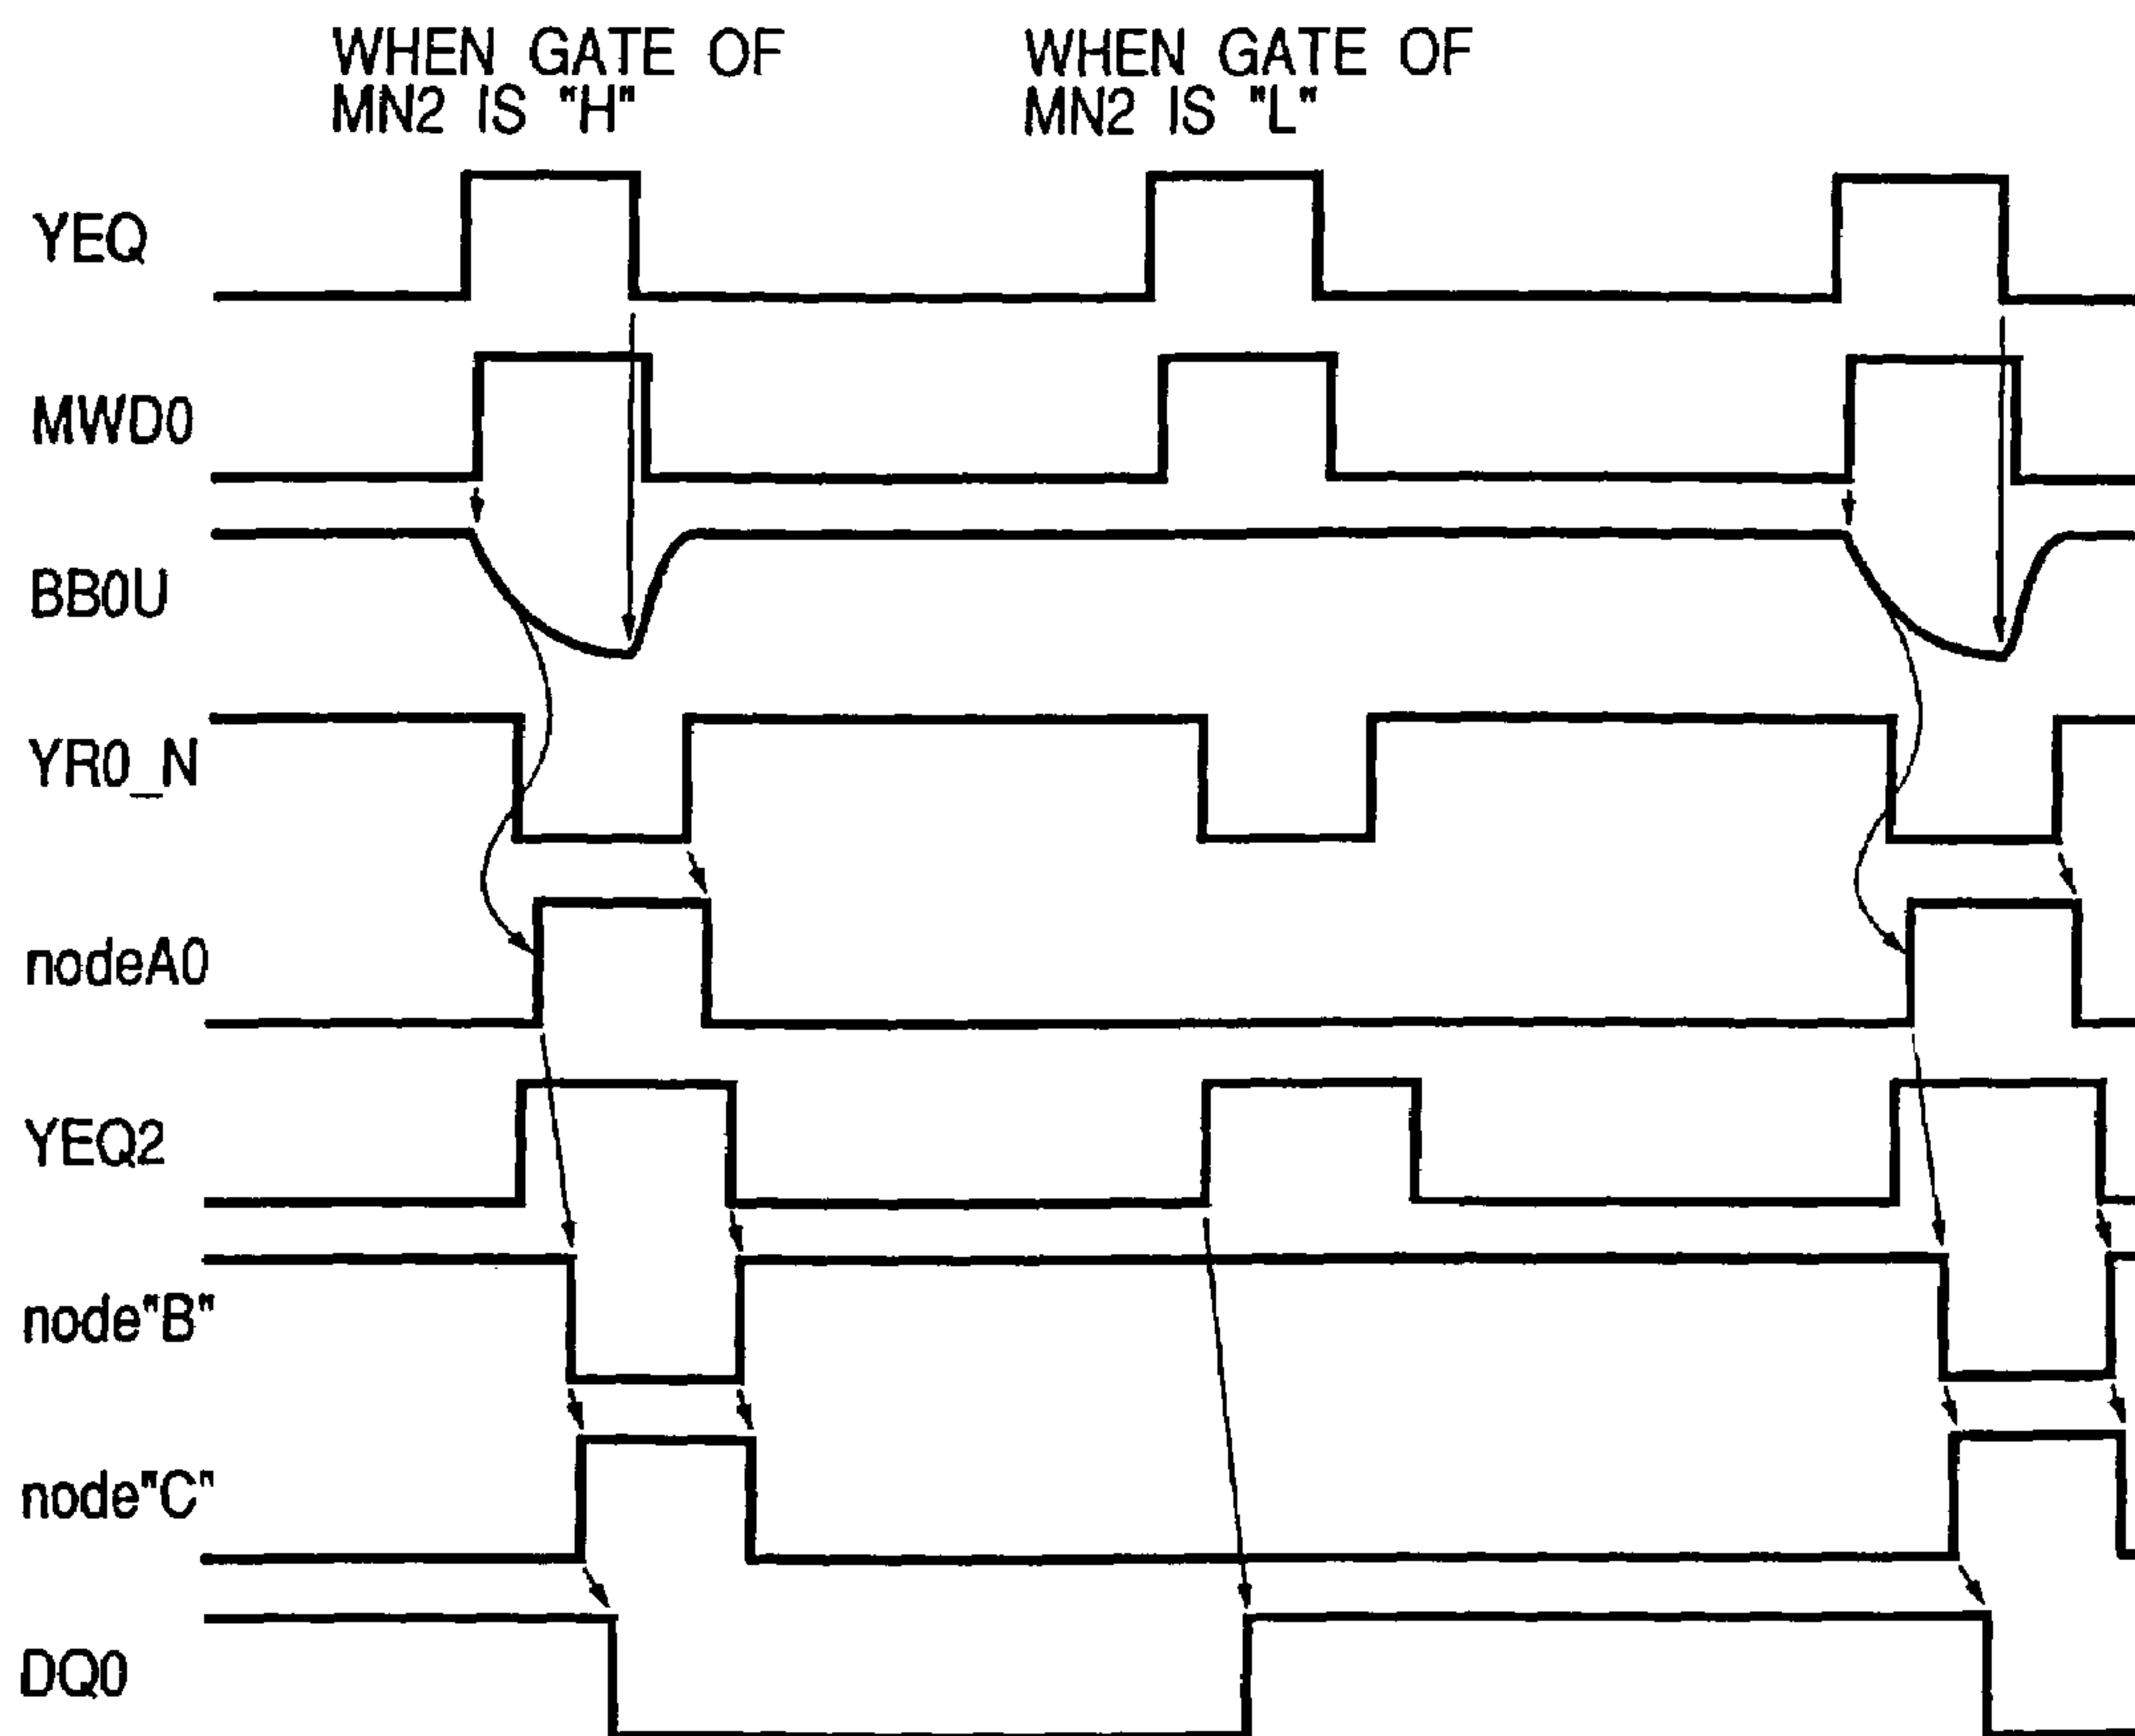 WHEN GATE OF
MN2 IS "H"
WHEN GATE OF
MN2 IS "L"
YEQ
MWD0
BB0U
YR0_N
nodeA0
YEQ2
node"B"
node"C"
DQ0